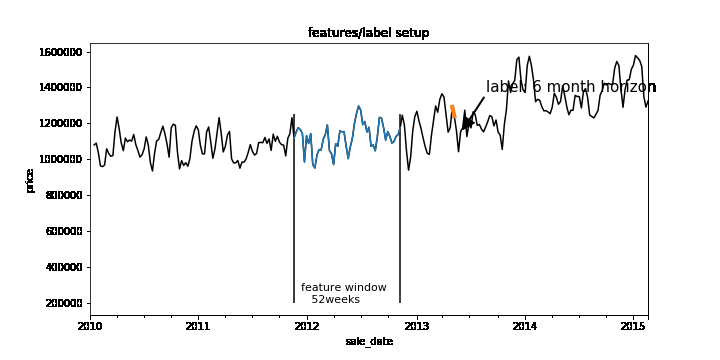 features/label setup
1600000
1400000
1200000
1000000
800000
600000
400000
200000
price
label: 6 month horizon
feature window
52weeks
2010 2011 2012 2013 2014 2015
sale_date